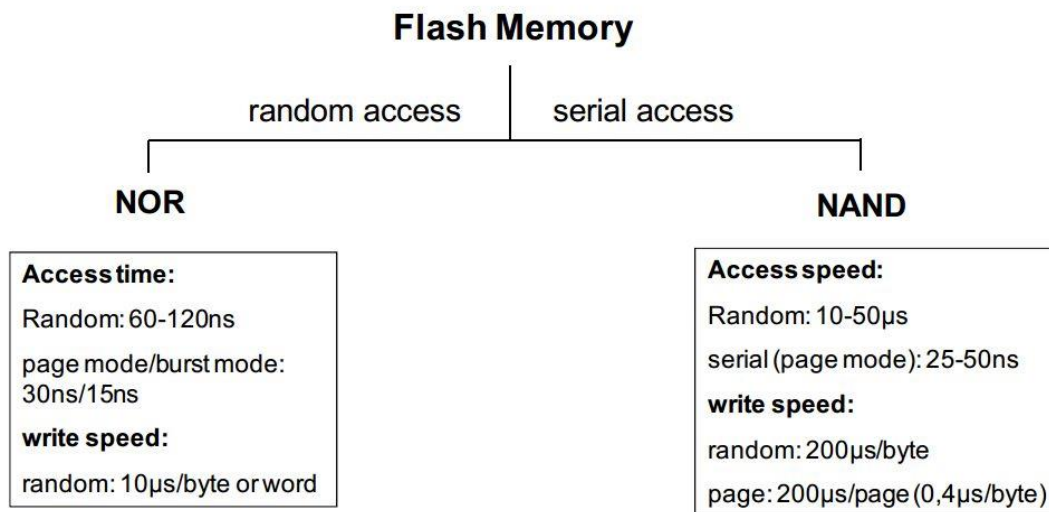 Flash Memory
random access
serial access
NOR
NAND
Access time:
Random: 60-120ns
page mode/burst mode:
30ns/15ns
write speed:
random: 10µs/byte or word
Access speed:
Random: 10-50µs
serial (page mode): 25-50ns
write speed:
random: 200µs/byte
page: 200µs/page (0,4µs/byte)